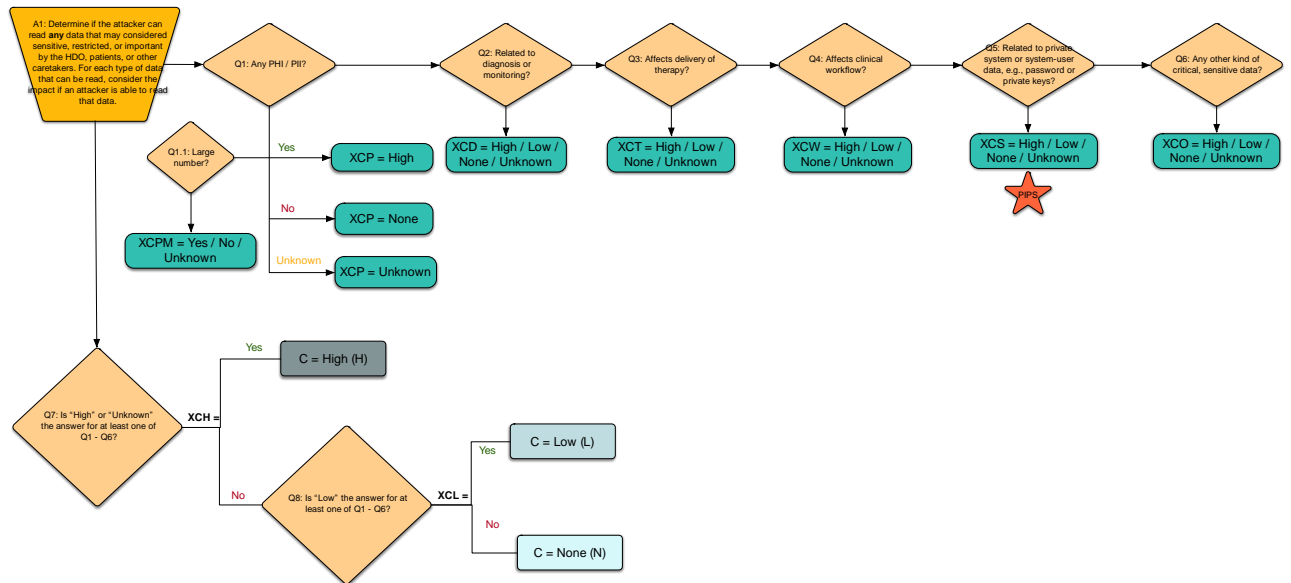 A1: Determine if the attacker can
read any data that may considered
sensitive, restricted, or important
by the HDO, patients, or other
caretakers. For each type of data
that can be read, consider the
impact if an attacker is able to read
that data.
Q1: Any PHI / PII?
Q2: Related to
diagnosis or
monitoring?
Q3: Affects delivery of
therapy?
Q4: Affects clinical
workflow?
Q5: Related to private
system or system-user
data, e.g., password or
private keys?
Q6: Any other kind of
critical, sensitive data?
Q1.1: Large
number?
Yes
XCP = High
XCD = High / Low /
None / Unknown
XCT = High / Low /
None / Unknown
XCW = High / Low /
None / Unknown
XCS = High / Low /
None / Unknown
XCO = High / Low /
None / Unknown
PIPS
No
XCP = None
XCPM = Yes / No /
Unknown
Unknown
XCP = Unknown
Yes
C = High (H)
Q7: Is “High” or “Unknown”
the answer for at least one of
Q1 - Q6?
XCH =
No
Q8: Is “Low” the answer for at
least one of Q1 - Q6?
XCL =
Yes
C = Low (L)
No
C = None (N)